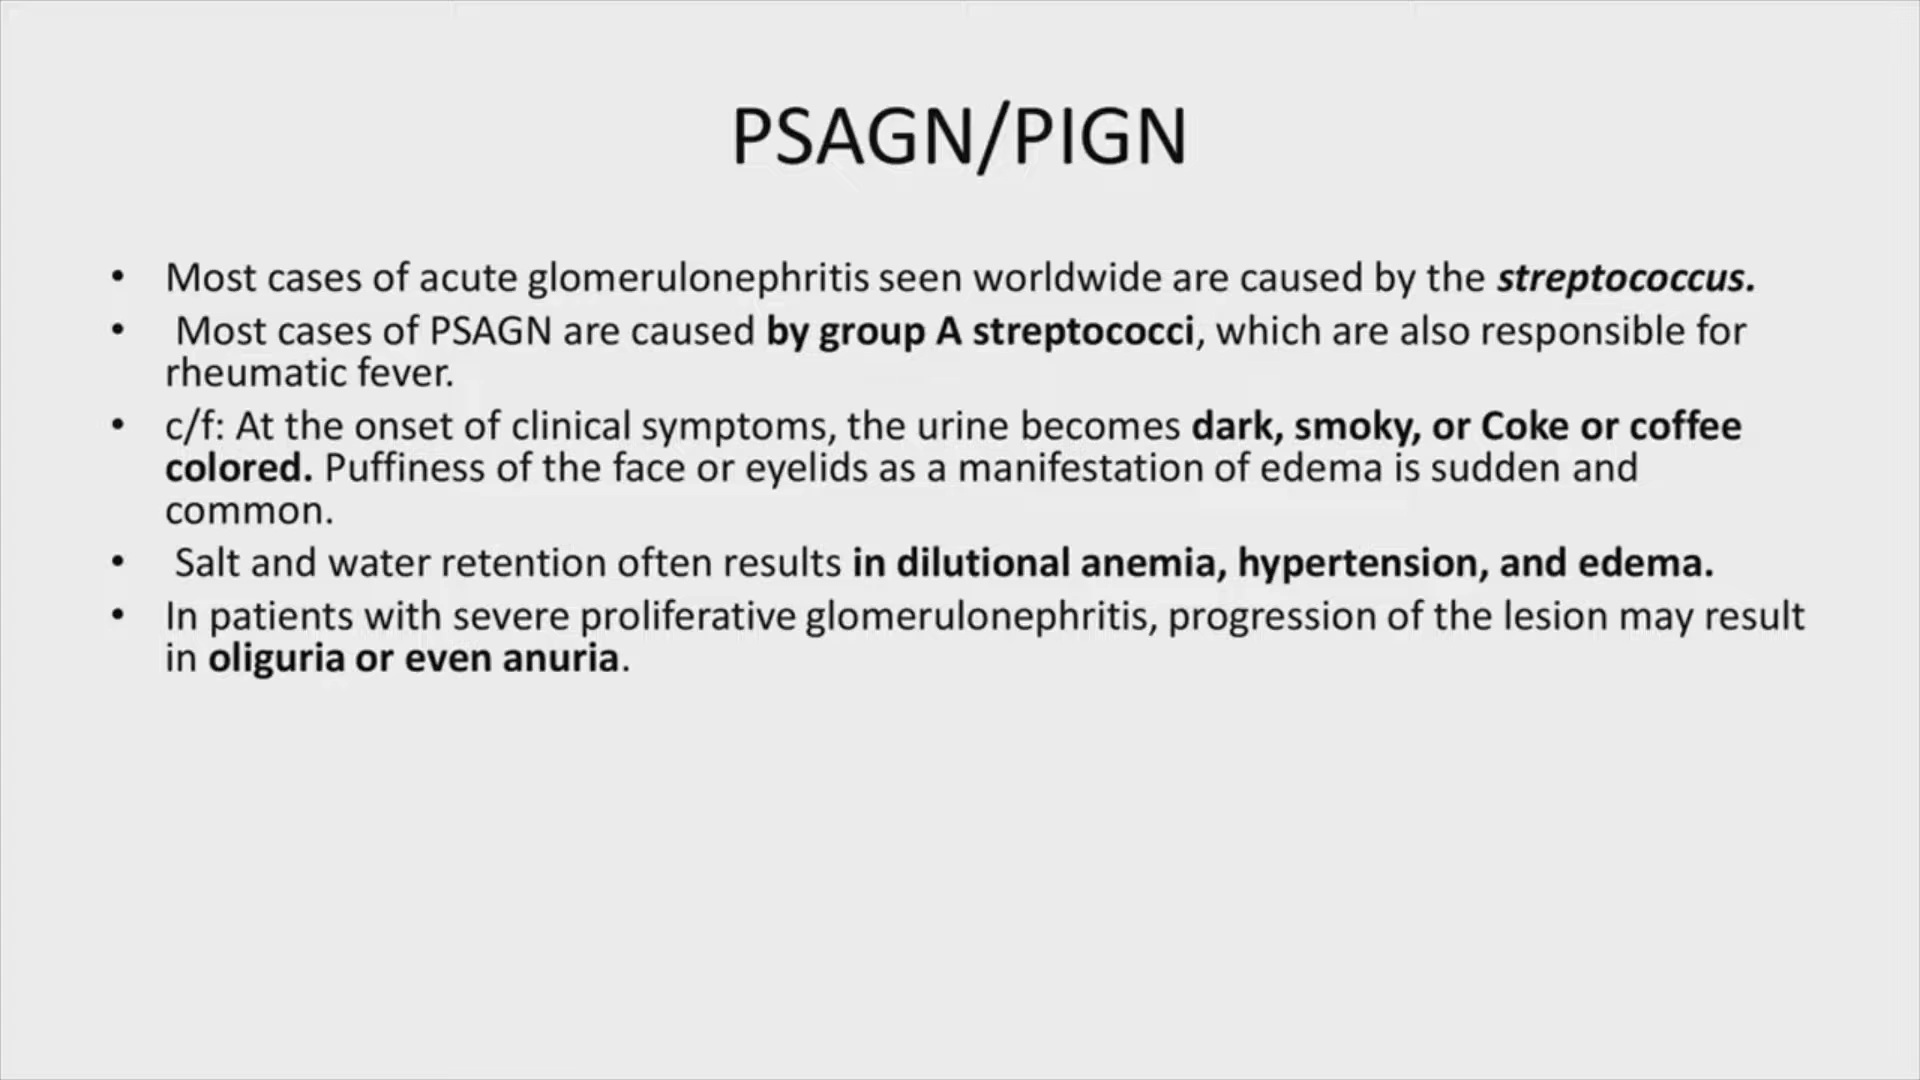 PSAGN/PIGN
• Most cases of acute glomerulonephritis seen worldwide are caused by the streptococcus.
• Most cases of PSAGN are caused by group A streptococci, which are also responsible for
rheumatic fever.
• c/f: At the onset of clinical symptoms, the urine becomes dark, smoky, or Coke or coffee
colored. Puffiness of the face or eyelids as a manifestation of edema is sudden and
common.
• Salt and water retention often results in dilutional anemia, hypertension, and edema.
• In patients with severe proliferative glomerulonephritis, progression of the lesion may result
in oliguria or even anuria.